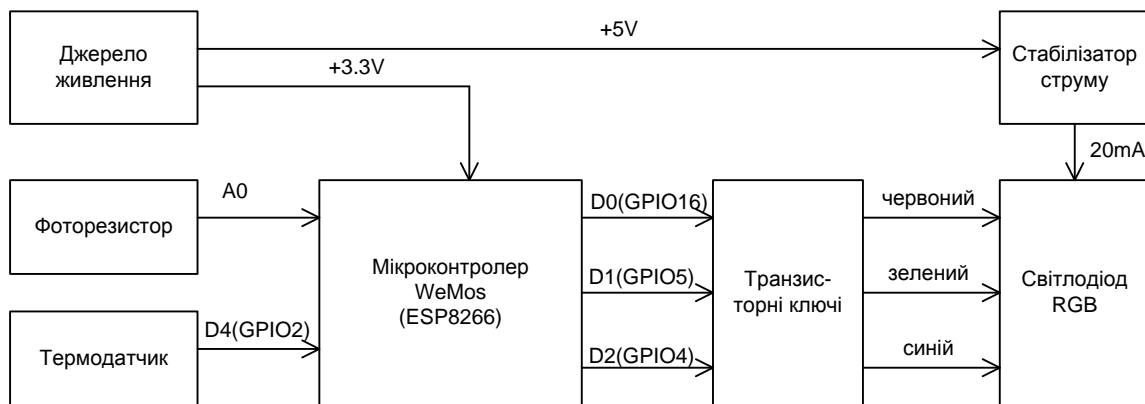 Джерело
живлення
+5V
+3.3V
Стабілізатор
струму
20mA
Фоторезистор
A0
Термодатчик
D4(GPIO2)
Мікроконтролер
WeMos
(ESP8266)
D0(GPIO16)
D1(GPIO5)
D2(GPIO4)
Транзис-
торні ключі
червоний
зелений
синій
Світлодіод
RGB